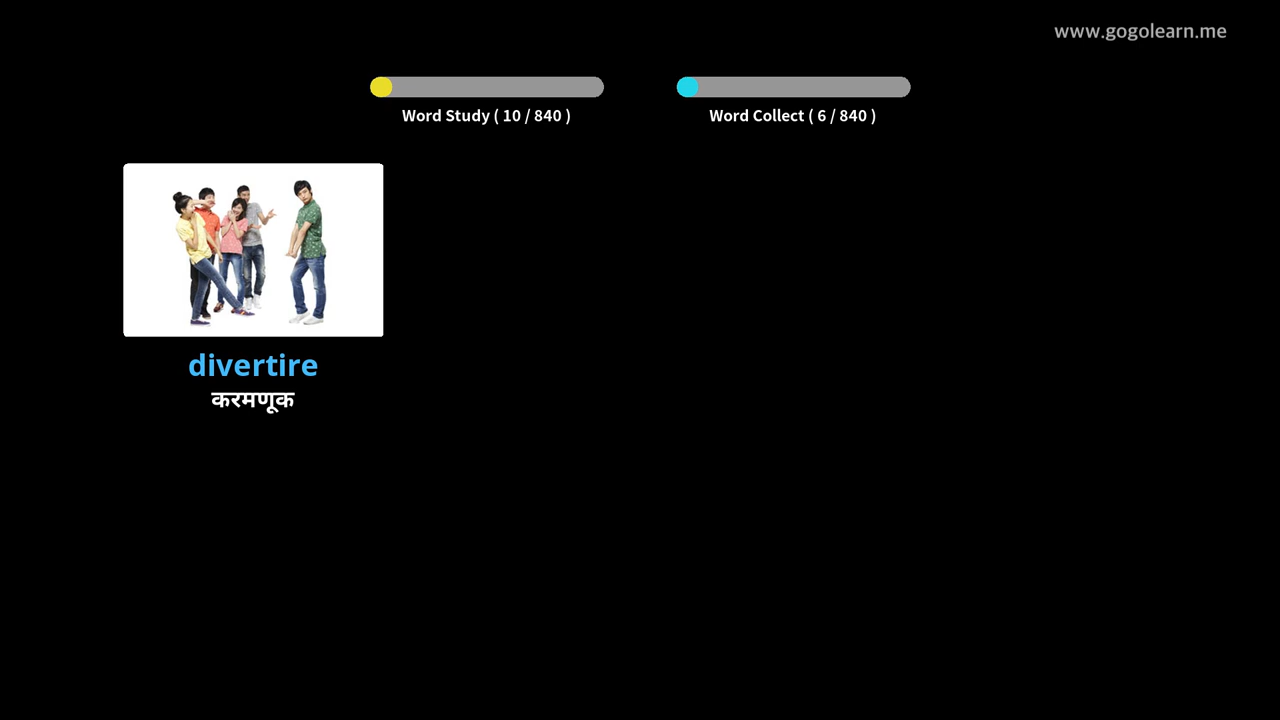 www.gogolearn.me
Word Study ( 10 / 840 )
Word Collect ( 6 / 840 )
divertire
करमणूक